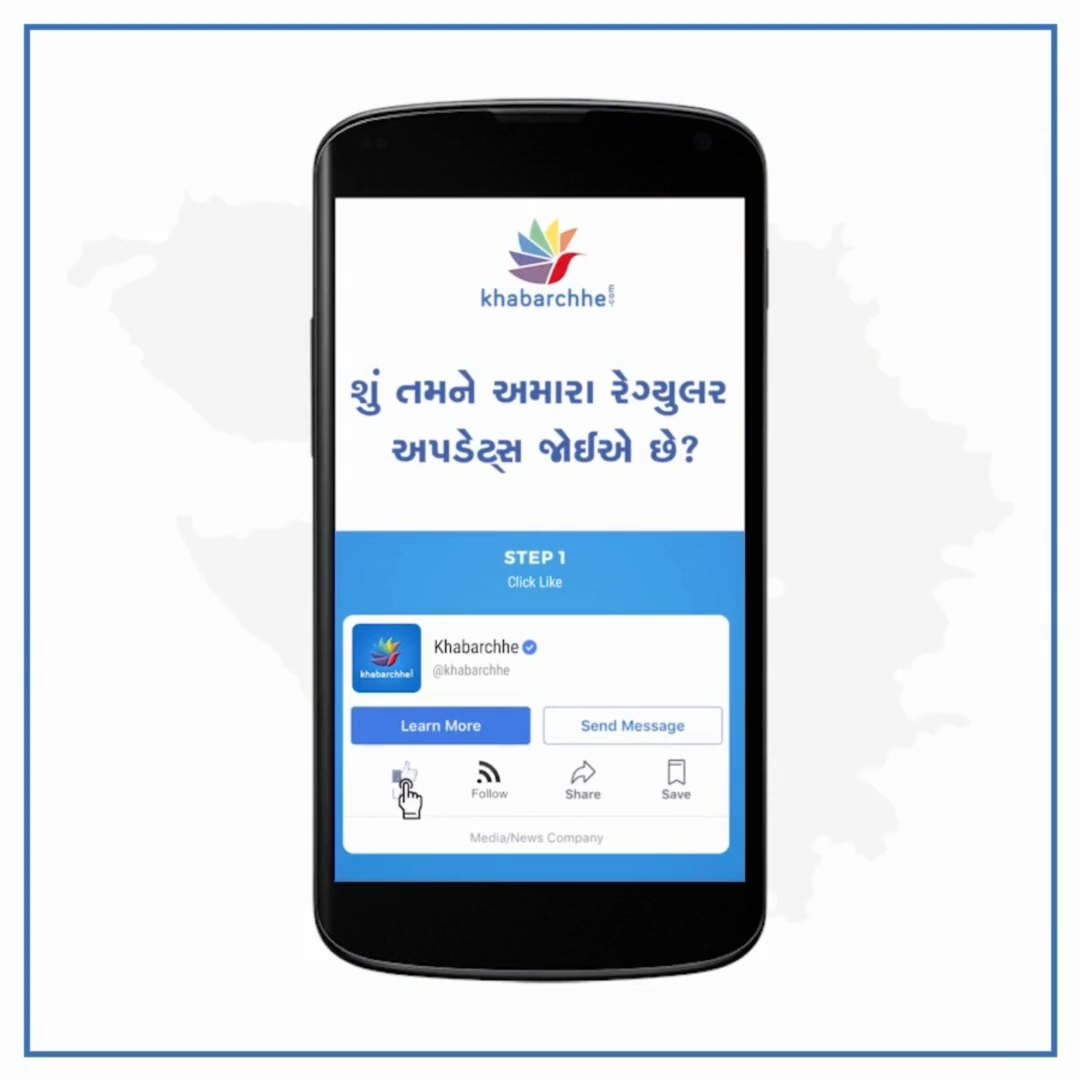 khabarchhe.com
શું તમને અમારા રેગ્યુલર
અપડેટ્સ જોઈએ છે?
STEP 1
Click Like
khabarchhe
Khabarchhe
@khabarchhe
Learn More
Send Message
Follow
Share
Save
Media/News Company